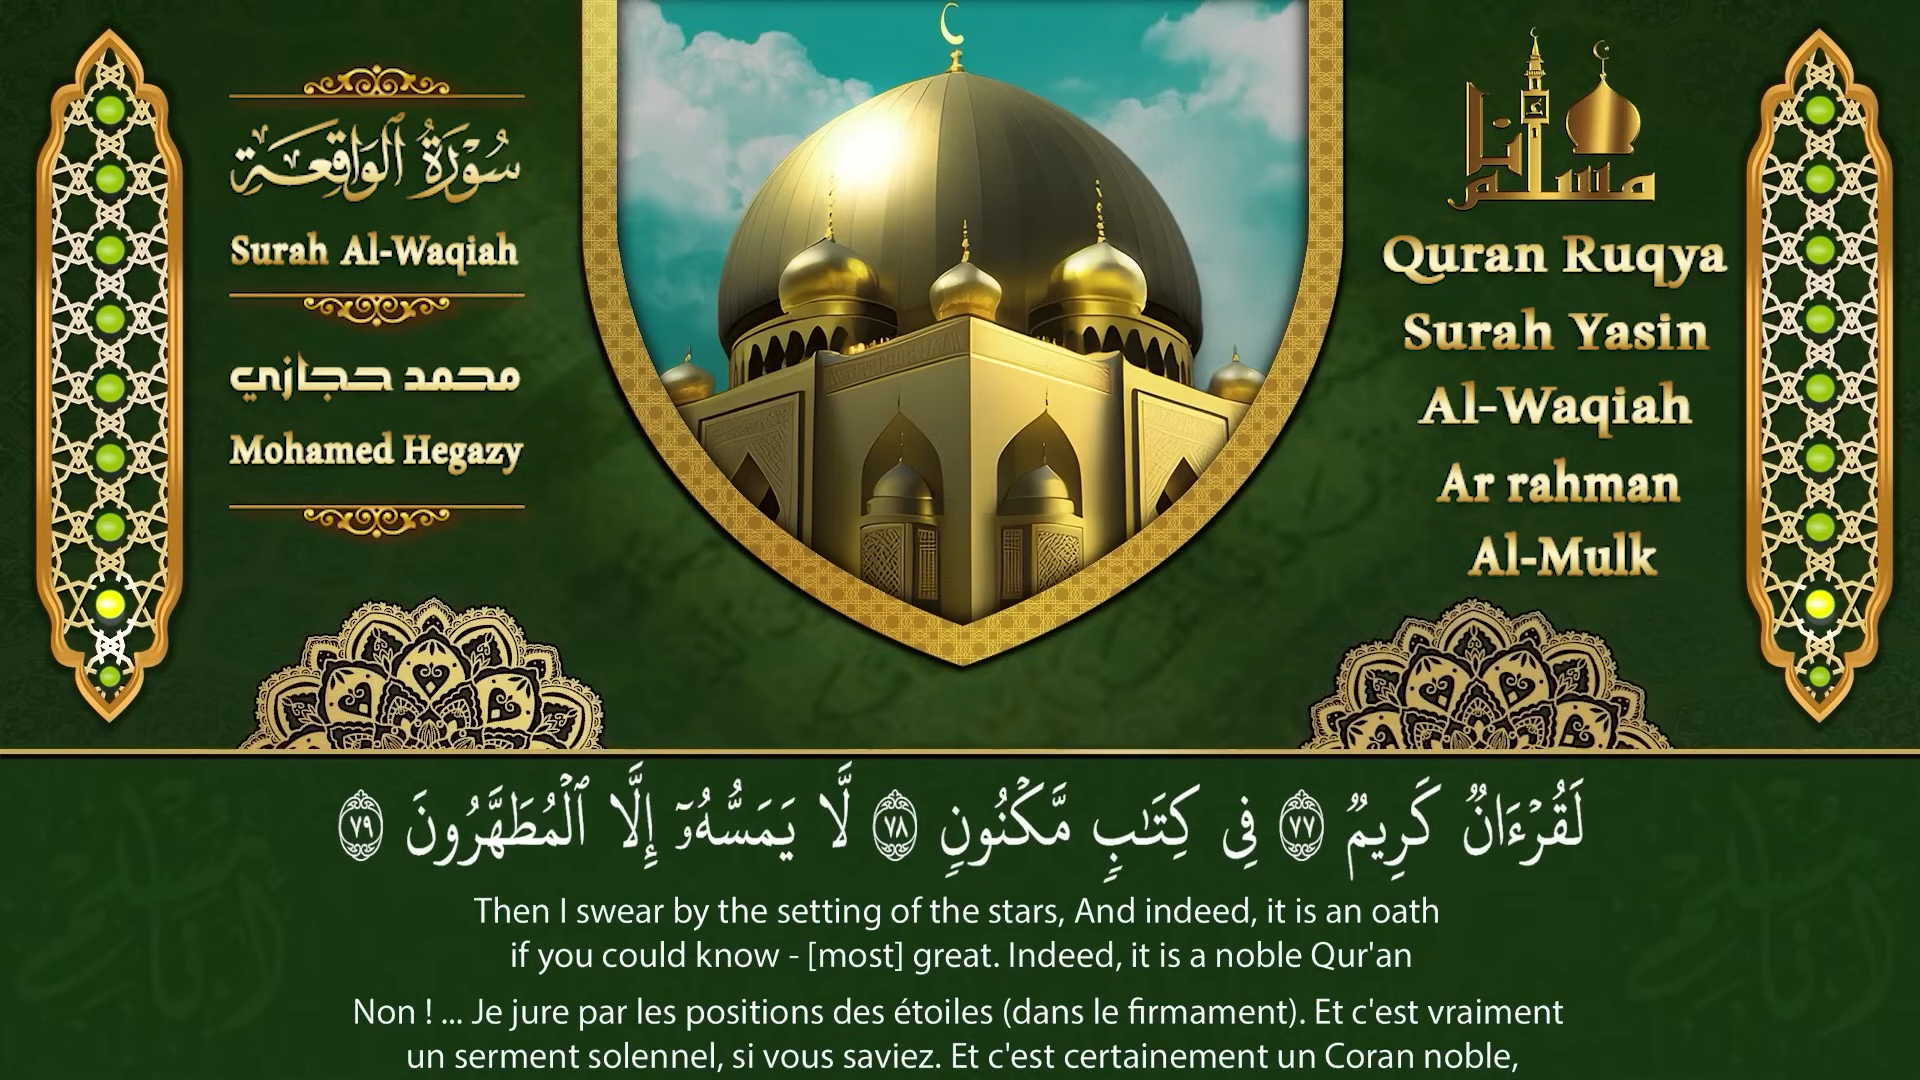 سُورَةُ الوَاقِعَة
Surah Al-Waqiah
محمد حجازي
Mohamed Hegazy
أنا مسلم
Quran Ruqya
Surah Yasin
Al-Waqiah
Ar rahman
Al-Mulk
لَقُرْءَانٌ كَرِيمٌ ٧٧ فِى كِتَٰبٍ مَّكْنُونٍ ٧٨ لَّا يَمَسُّهُۥٓ إِلَّا ٱلْمُطَهَّرُونَ ٧٩
Then I swear by the setting of the stars, And indeed, it is an oath
if you could know - [most] great. Indeed, it is a noble Qur'an
Non ! ... Je jure par les positions des étoiles (dans le firmament). Et c'est vraiment
un serment solennel, si vous saviez. Et c'est certainement un Coran noble,